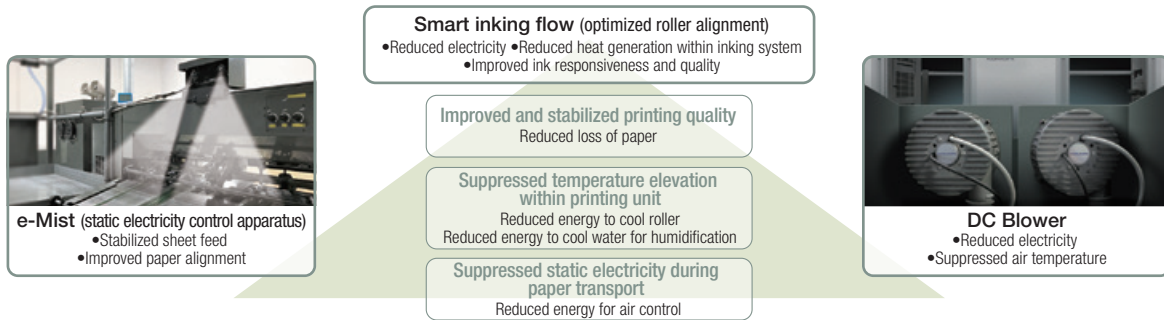 Smart inking flow (optimized roller alignment)
•Reduced electricity •Reduced heat generation within inking system
•Improved ink responsiveness and quality
Improved and stabilized printing quality
Reduced loss of paper
Suppressed temperature elevation
within printing unit
Reduced energy to cool roller
Reduced energy to cool water for humidification
Suppressed static electricity during
paper transport
Reduced energy for air control
e-Mist (static electricity control apparatus)
•Stabilized sheet feed
•Improved paper alignment
DC Blower
•Reduced electricity
•Suppressed air temperature